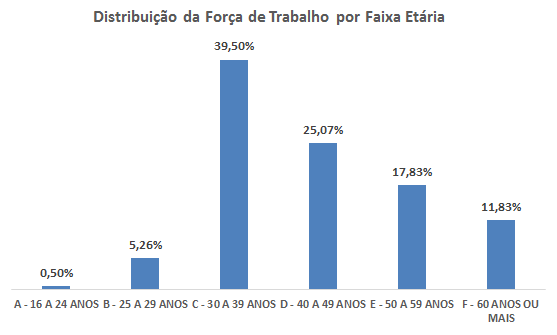 Distribuição da Força de Trabalho por Faixa Etária
39,50%
25,07%
17,83%
11,83%
5,26%
0,50%
A - 16 A 24 ANOS B - 25 A 29 ANOS C - 30 A 39 ANOS D - 40 A 49 ANOS E - 50 A 59 ANOS F - 60 ANOS OU
MAIS